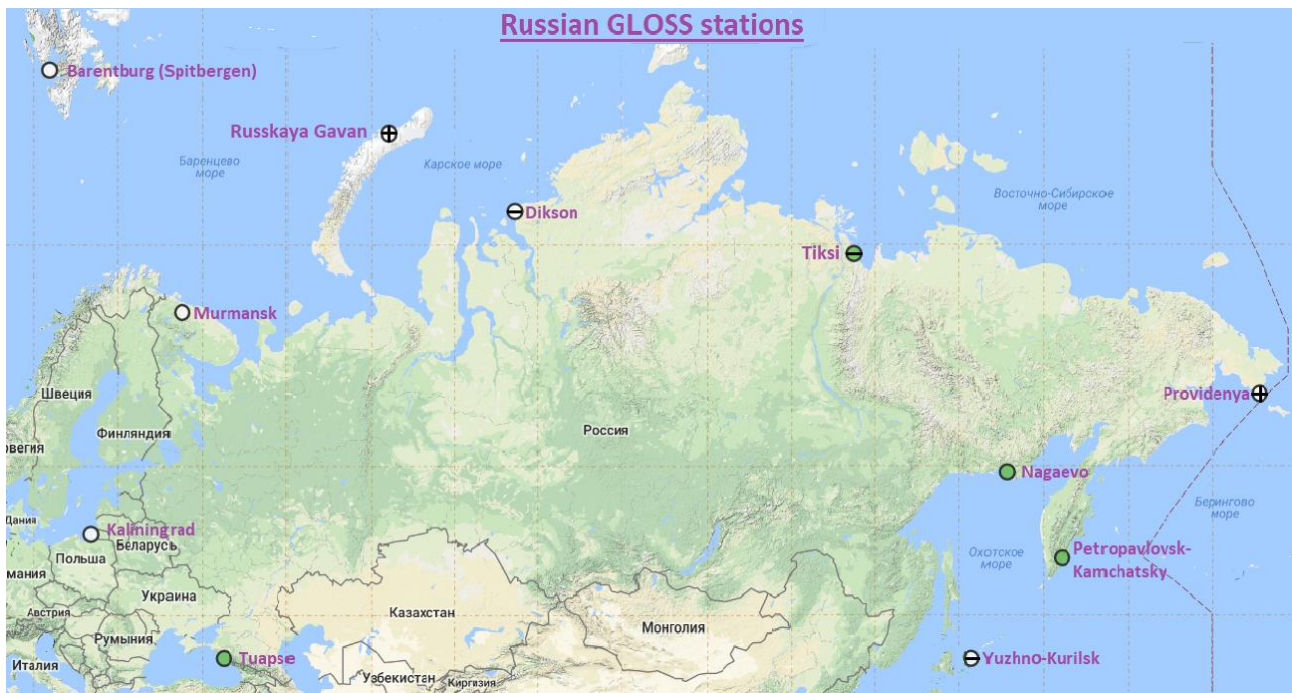 Russian GLOSS stations
Barentburg (Spitbergen)
Russkaya Gavan
Баренцево
море
Карское море
Восточно-Сибирское
море
Dikson
Tiksi
Murmansk
Швеция
Providenya
Финляндия
Россия
рвегия
Nagaevo
Берингово
море
Дания
Kaliningrad
Беларусь
Охотское
море
Petropavlovsk-
Kamchatsky
Польша
мания
Украина
Австрия
Казахстан
Монголия
Румыния
Италия
Tuapse
Yuzhno-Kurilsk
Узбекистан
Киргизия